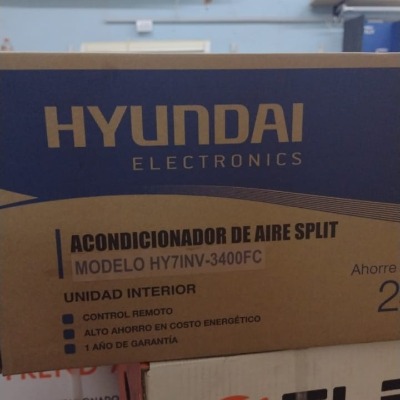 HYUNDAI
ELECTRONICS
ACONDICIONADOR DE AIRE SPLIT
MODELO HY7INV-3400FC
UNIDAD INTERIOR
CONTROL REMOTO
ALTO AHORRO EN COSTO ENERGÉTICO
1 AÑO DE GARANTÍA
Ahorre
2